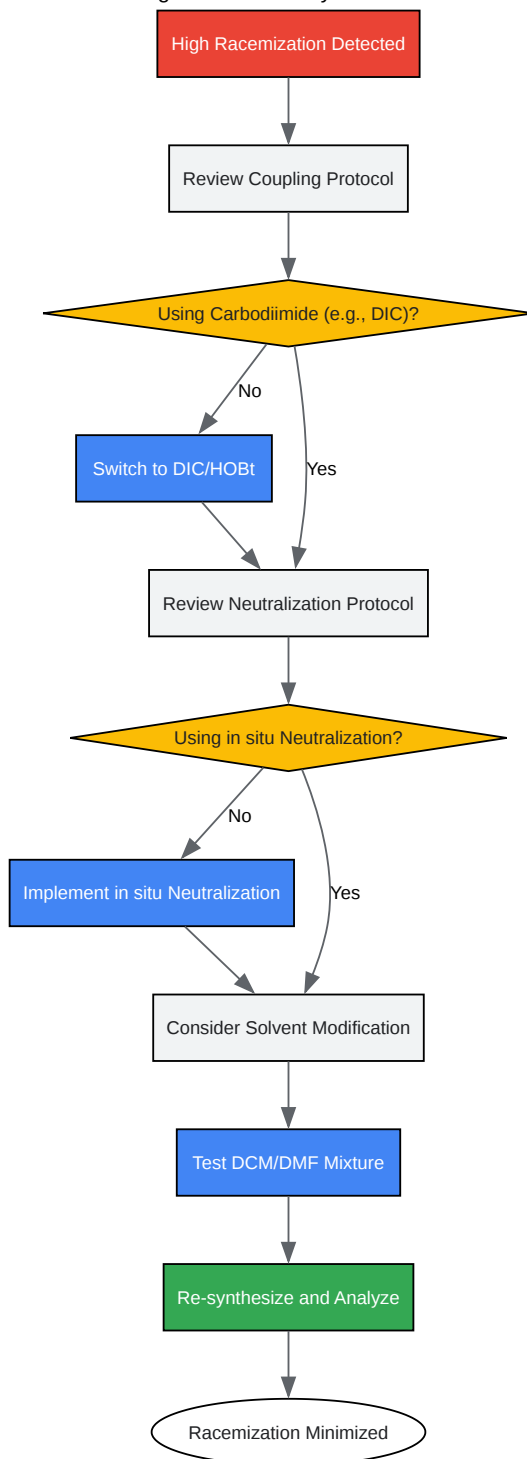 High Racemization Detected
Review Coupling Protocol
Using Carbodiimide (e.g., DIC)?
No
Switch to DIC/HOBt
Yes
Review Neutralization Protocol
Using in situ Neutralization?
No
Implement in situ Neutralization
Yes
Consider Solvent Modification
Test DCM/DMF Mixture
Re-synthesize and Analyze
Racemization Minimized